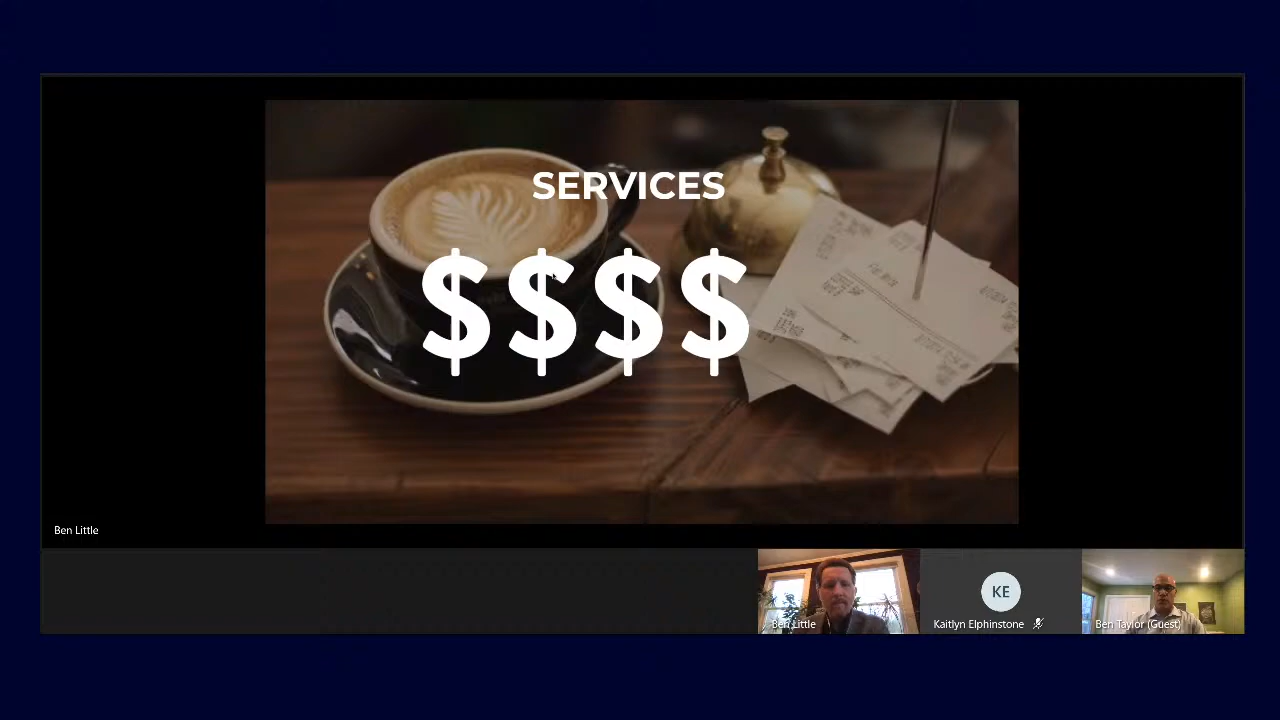 SERVICES
$$$$
Ben Little
Ben Little
KE
Kaitlyn Elphinstone
Ben Taylor (Guest)